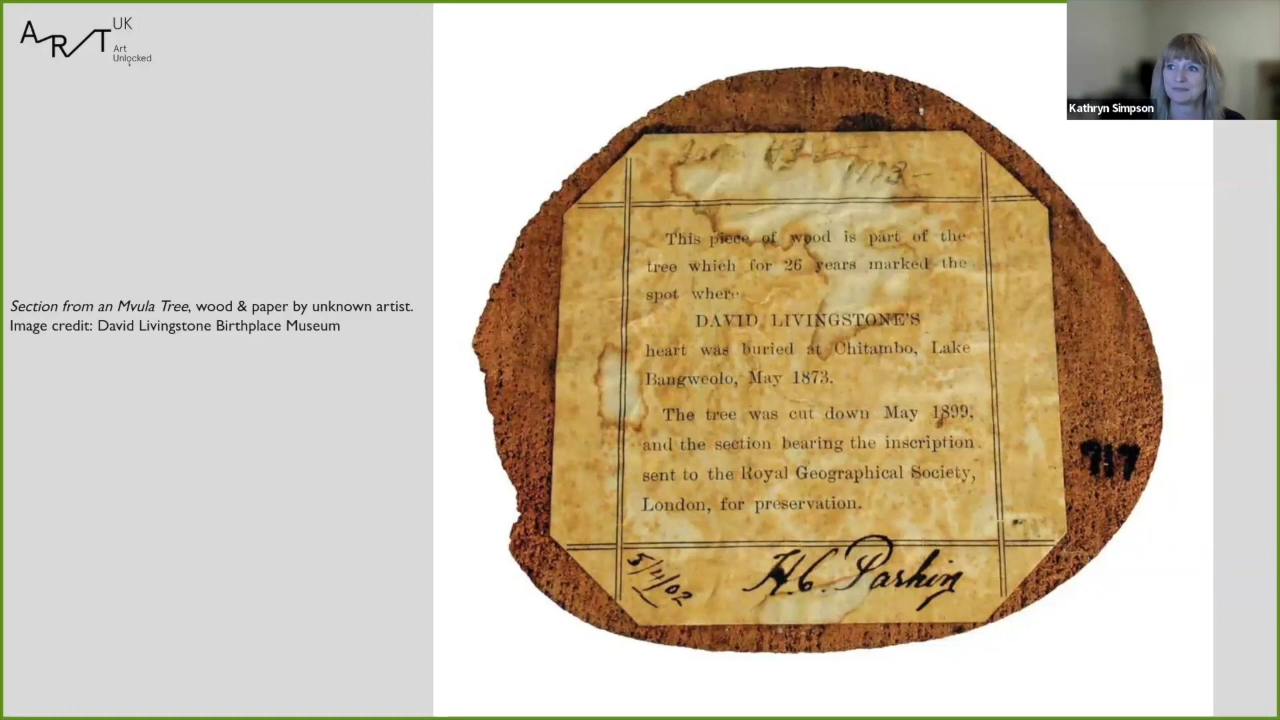 ART UK
Art
Unlocked
Kathryn Simpson
Section from an Mvula Tree, wood & paper by unknown artist.
Image credit: David Livingstone Birthplace Museum
1873
This piece of wood is part of the
tree which for 26 years marked the
spot where
DAVID LIVINGSTONE'S
heart was buried at Chitambo, Lake
Bangweolo, May 1873.
The tree was cut down May 1899,
and the section bearing the inscription
sent to the Royal Geographical Society,
London, for preservation.
H.C. Parkin
717